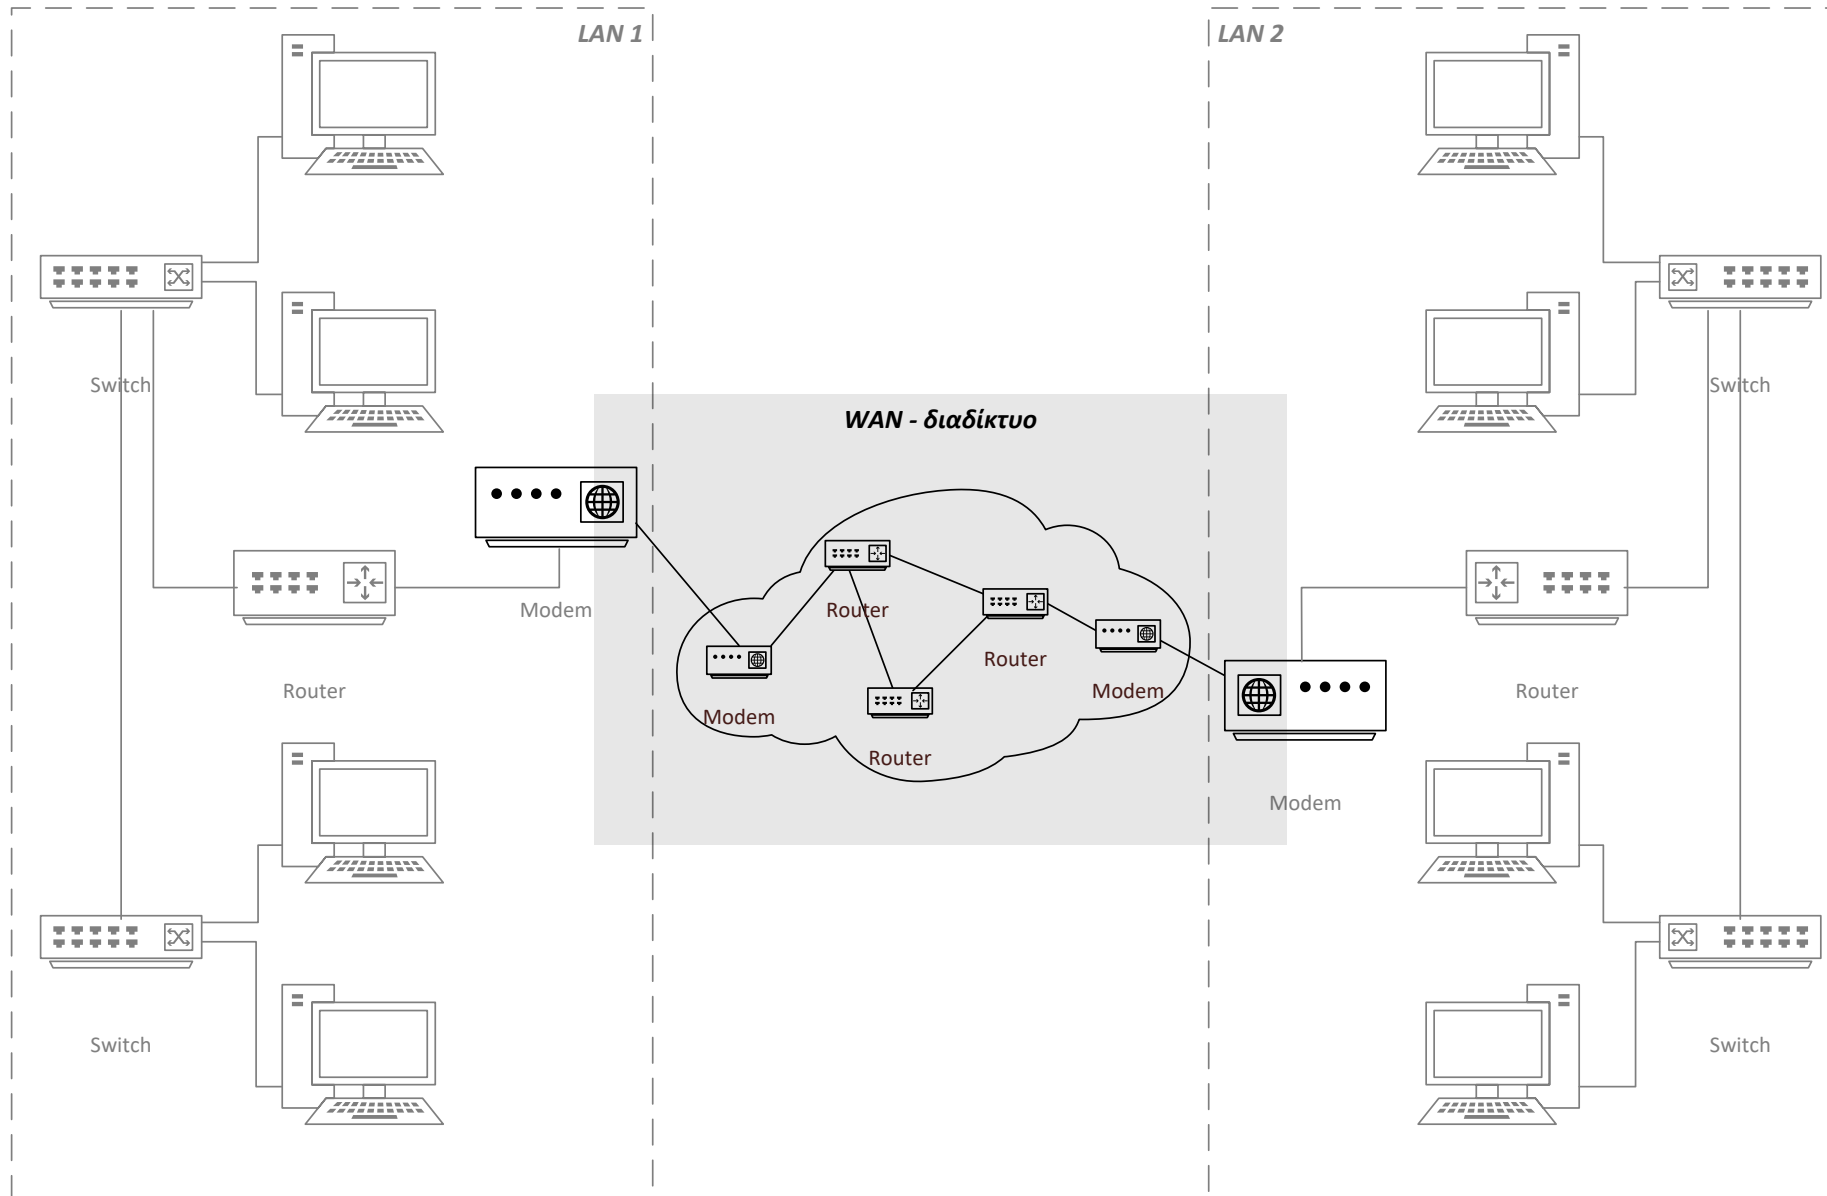 LAN 1
LAN 2
Switch
Switch
WAN - διαδίκτυο
Modem
Router
Router
Modem
Router
Modem
Router
Router
Modem
Modem
Switch
Switch